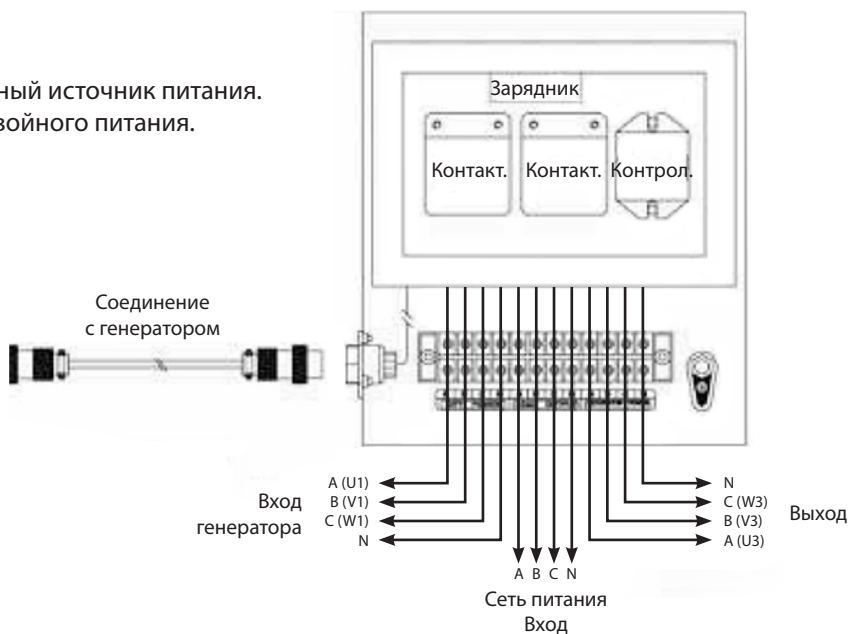 ный источник питания.
войного питания.
Зарядник
Контакт.
Контакт.
Контрол.
Соединение
с генератором
A (U1)
B (V1)
C (W1)
N
Вход
генератора
A B C N
Сеть питания
Вход
N
C (W3)
B (V3)
A (U3)
Выход